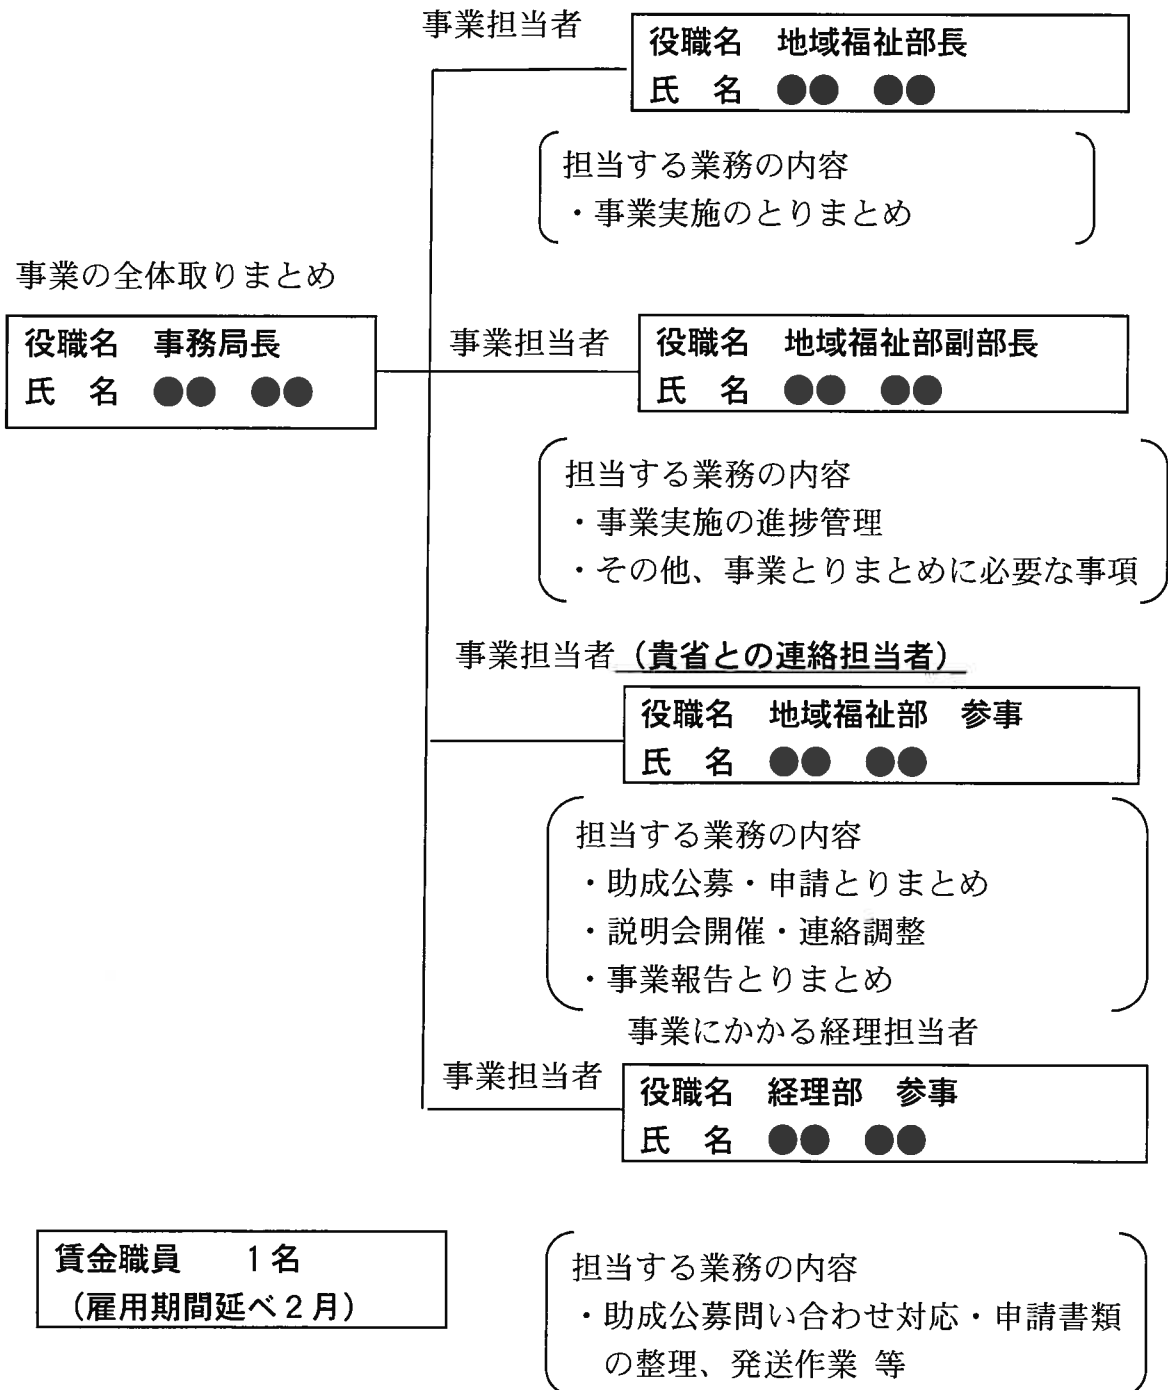 事業担当者
役職名　地域福祉部長
氏　名　●●　●●
担当する業務の内容
・事業実施のとりまとめ
事業の全体取りまとめ
役職名　事務局長
氏　名　●●　●●
事業担当者
役職名　地域福祉部副部長
氏　名　●●　●●
担当する業務の内容
・事業実施の進捗管理
・その他、事業とりまとめに必要な事項
事業担当者（貴省との連絡担当者）
役職名　地域福祉部　参事
氏　名　●●　●●
担当する業務の内容
・助成公募・申請とりまとめ
・説明会開催・連絡調整
・事業報告とりまとめ
事業にかかる経理担当者
事業担当者
役職名　経理部　参事
氏　名　●●　●●
賃金職員　　１名
（雇用期間延べ２月）
担当する業務の内容
・助成公募問い合わせ対応・申請書類
の整理、発送作業 等